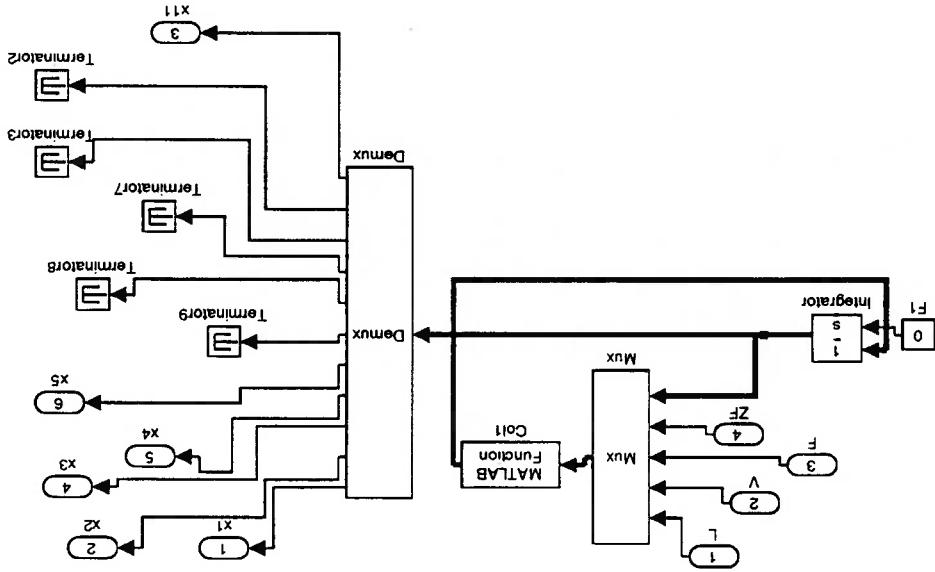 1
L
2
V
3
F
4
ZF
Mux
Mux
MATLAB
Function
Col1
0
F1
1
s
Integrator
Demux
Demux
1
x1
2
x2
4
x3
5
x4
6
x5
Terminator9
Terminator8
Terminator7
Terminator3
Terminator2
3
x11